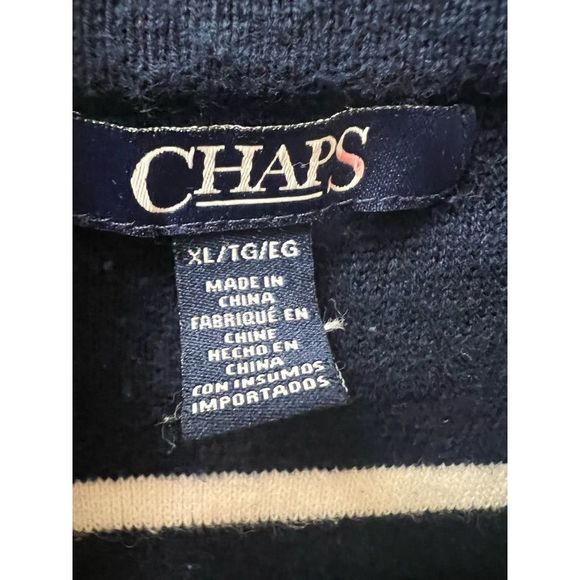 CHAPS
XL/TG/EG
MADE IN
CHINA
FABRIQUÉ EN
CHINE
HECHO EN
CHINA
CON INSUMOS
IMPORTADOS